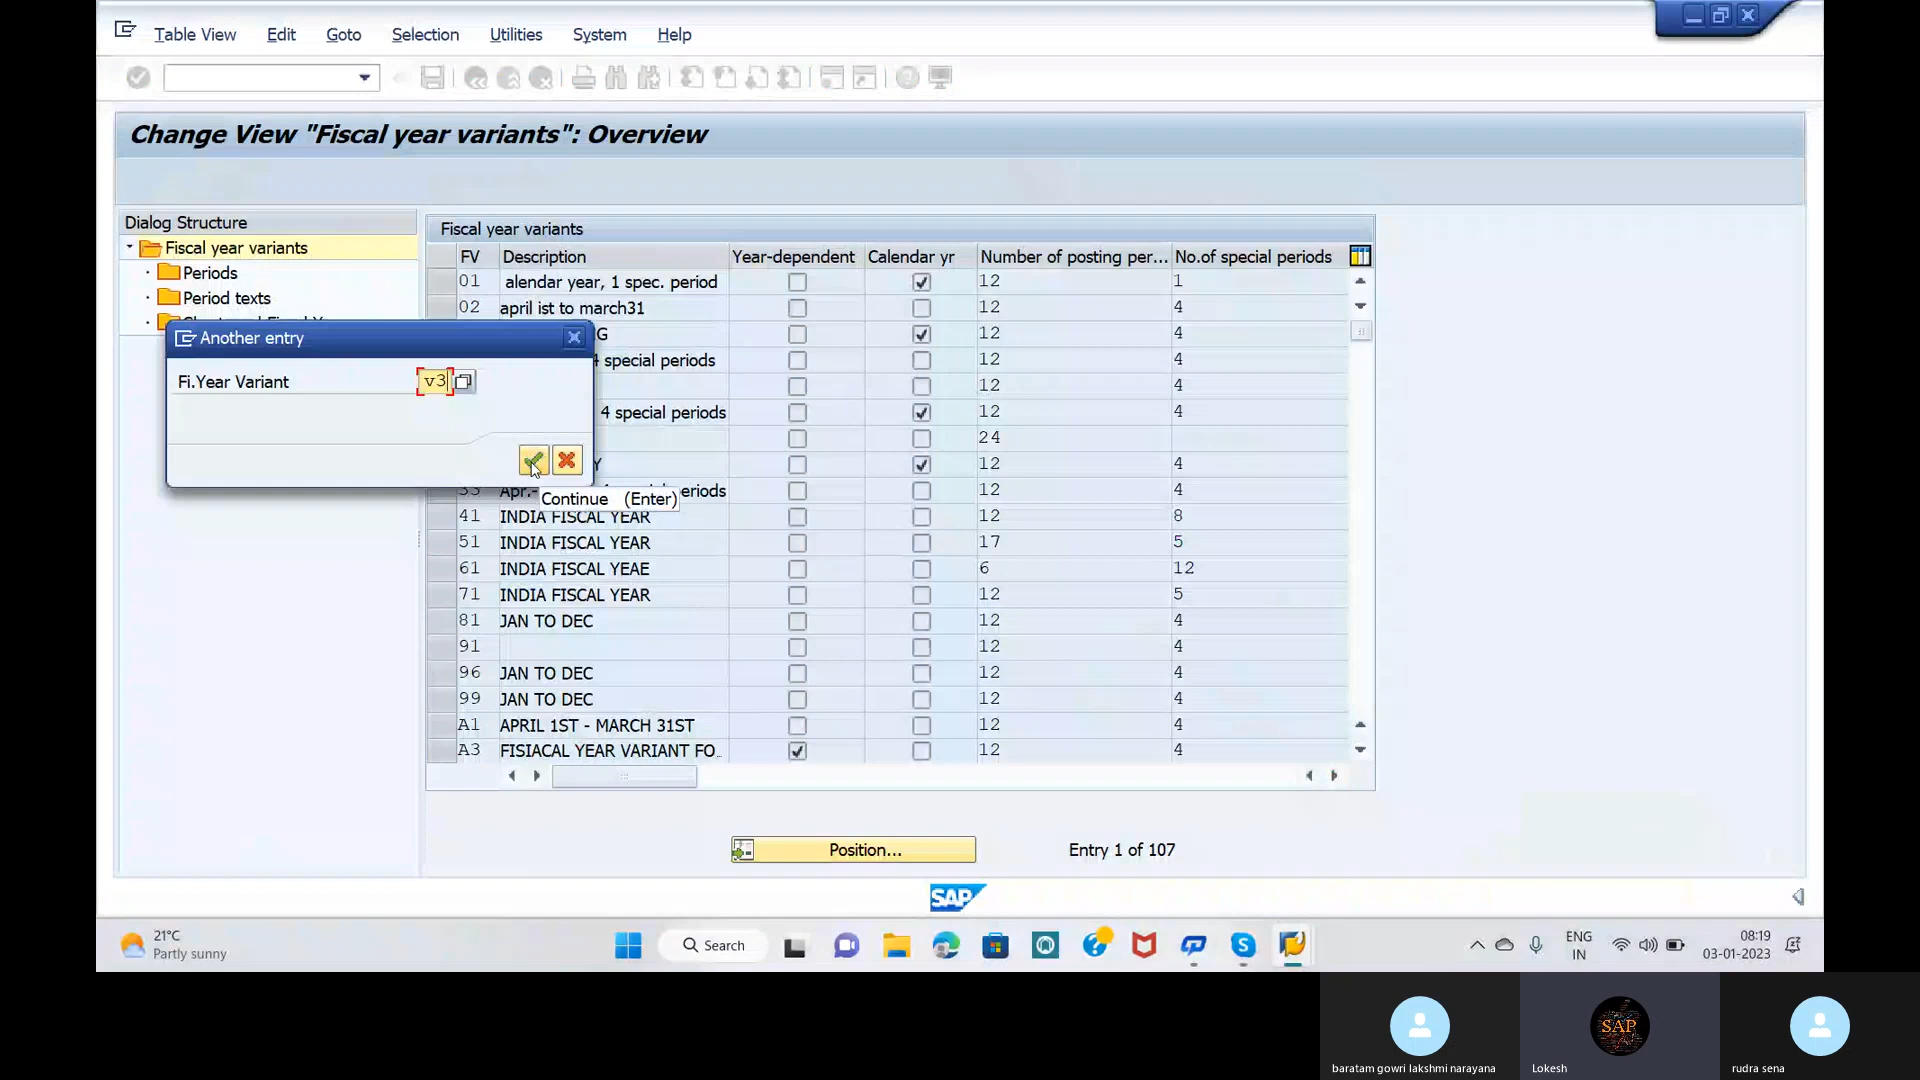 Table View Edit Goto Selection Utilities System Help
Change View "Fiscal year variants": Overview
Dialog Structure
Fiscal year variants
Periods
Period texts
Another entry
Fi.Year Variant v3
Continue (Enter)
Fiscal year variants
FV Description Year-dependent Calendar yr Number of posting per... No.of special periods
01 alendar year, 1 spec. period 12 1
02 april ist to march31 12 4
G 12 4
4 special periods 12 4
12 4
4 special periods 12 4
24
Y 12 4
Apr.- eriods 12 4
41 INDIA FISCAL YEAR 12 8
51 INDIA FISCAL YEAR 17 5
61 INDIA FISCAL YEAE 6 12
71 INDIA FISCAL YEAR 12 5
81 JAN TO DEC 12 4
91 12 4
96 JAN TO DEC 12 4
99 JAN TO DEC 12 4
A1 APRIL 1ST - MARCH 31ST 12 4
A3 FISIACAL YEAR VARIANT FO.. 12 4
Position... Entry 1 of 107
SAP
21°C
Partly sunny
Search
ENG
IN
08:19
03-01-2023
SAP
baratam gowri lakshmi narayana Lokesh rudra sena